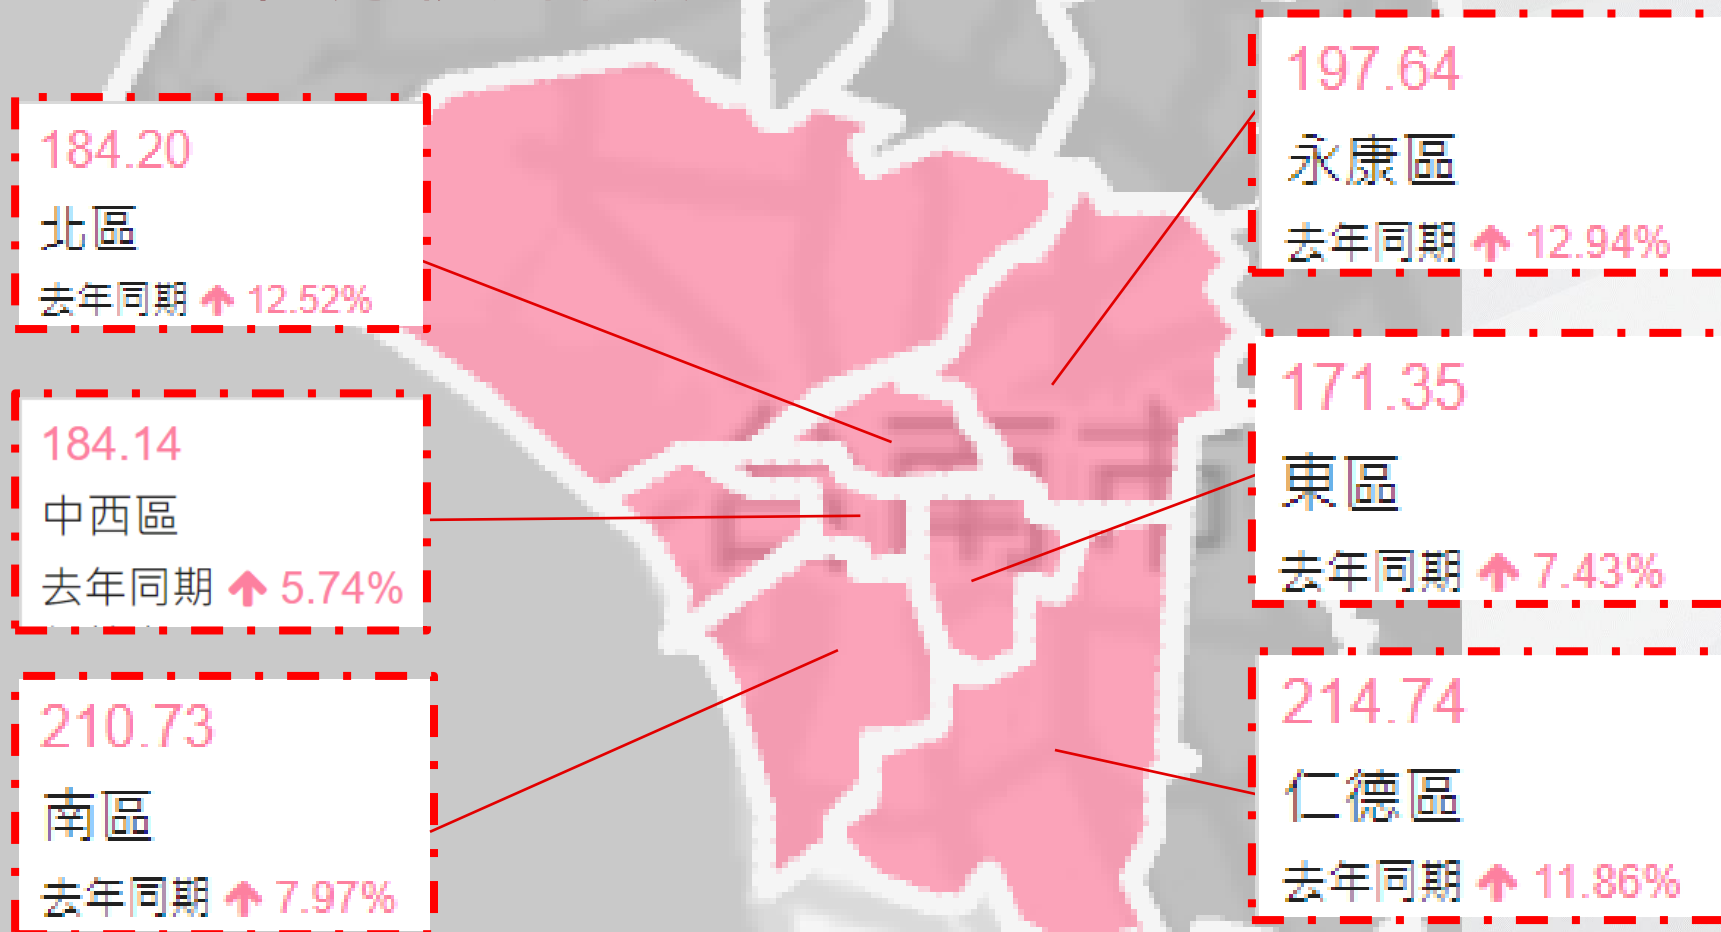 184.20
北區
去年同期 ↑ 12.52%
184.14
中西區
去年同期 ↑ 5.74%
210.73
南區
去年同期 ↑ 7.97%
197.64
永康區
去年同期 ↑ 12.94%
171.35
東區
去年同期 ↑ 7.43%
214.74
仁德區
去年同期 ↑ 11.86%